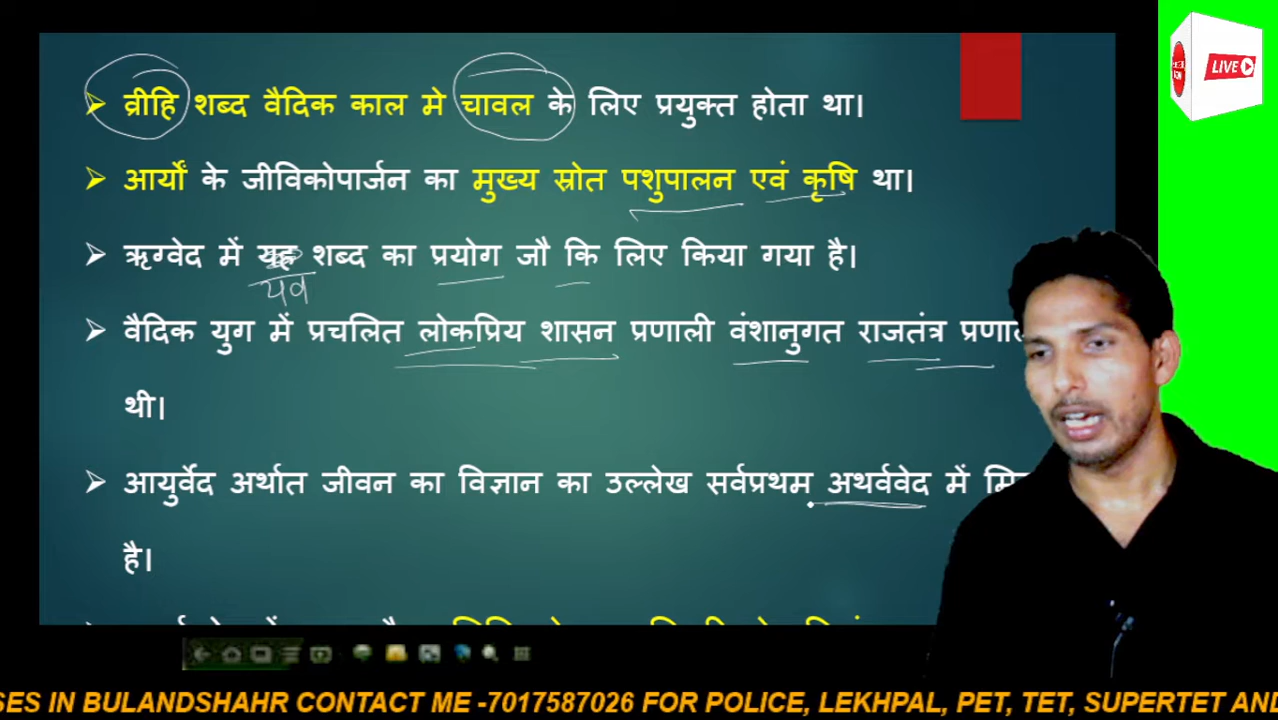 LIVE
व्रीहि शब्द वैदिक काल मे चावल के लिए प्रयुक्त होता था।
आर्यों के जीविकोपार्जन का मुख्य स्रोत पशुपालन एवं कृषि था।
ऋग्वेद में शब्द का प्रयोग जौ कि लिए किया गया है।
यव
वैदिक युग में प्रचलित लोकप्रिय शासन प्रणाली वंशानुगत राजतंत्र
थी।
आयुर्वेद अर्थात जीवन का विज्ञान का उल्लेख सर्वप्रथम अथर्ववेद में
है।
SES IN BULANDSHAHR CONTACT ME -7017587026 FOR POLICE, LEKHPAL, PET, TET, SUPERTET AND